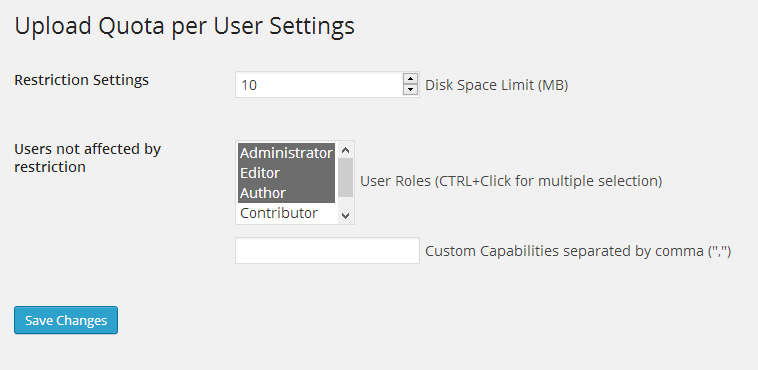 Upload Quota per User Settings
Restriction Settings
10
Disk Space Limit (MB)
Users not affected by
restriction
Administrator
Editor
Author
Contributor
User Roles (CTRL+Click for multiple selection)
Custom Capabilities separated by comma (",")
Save Changes